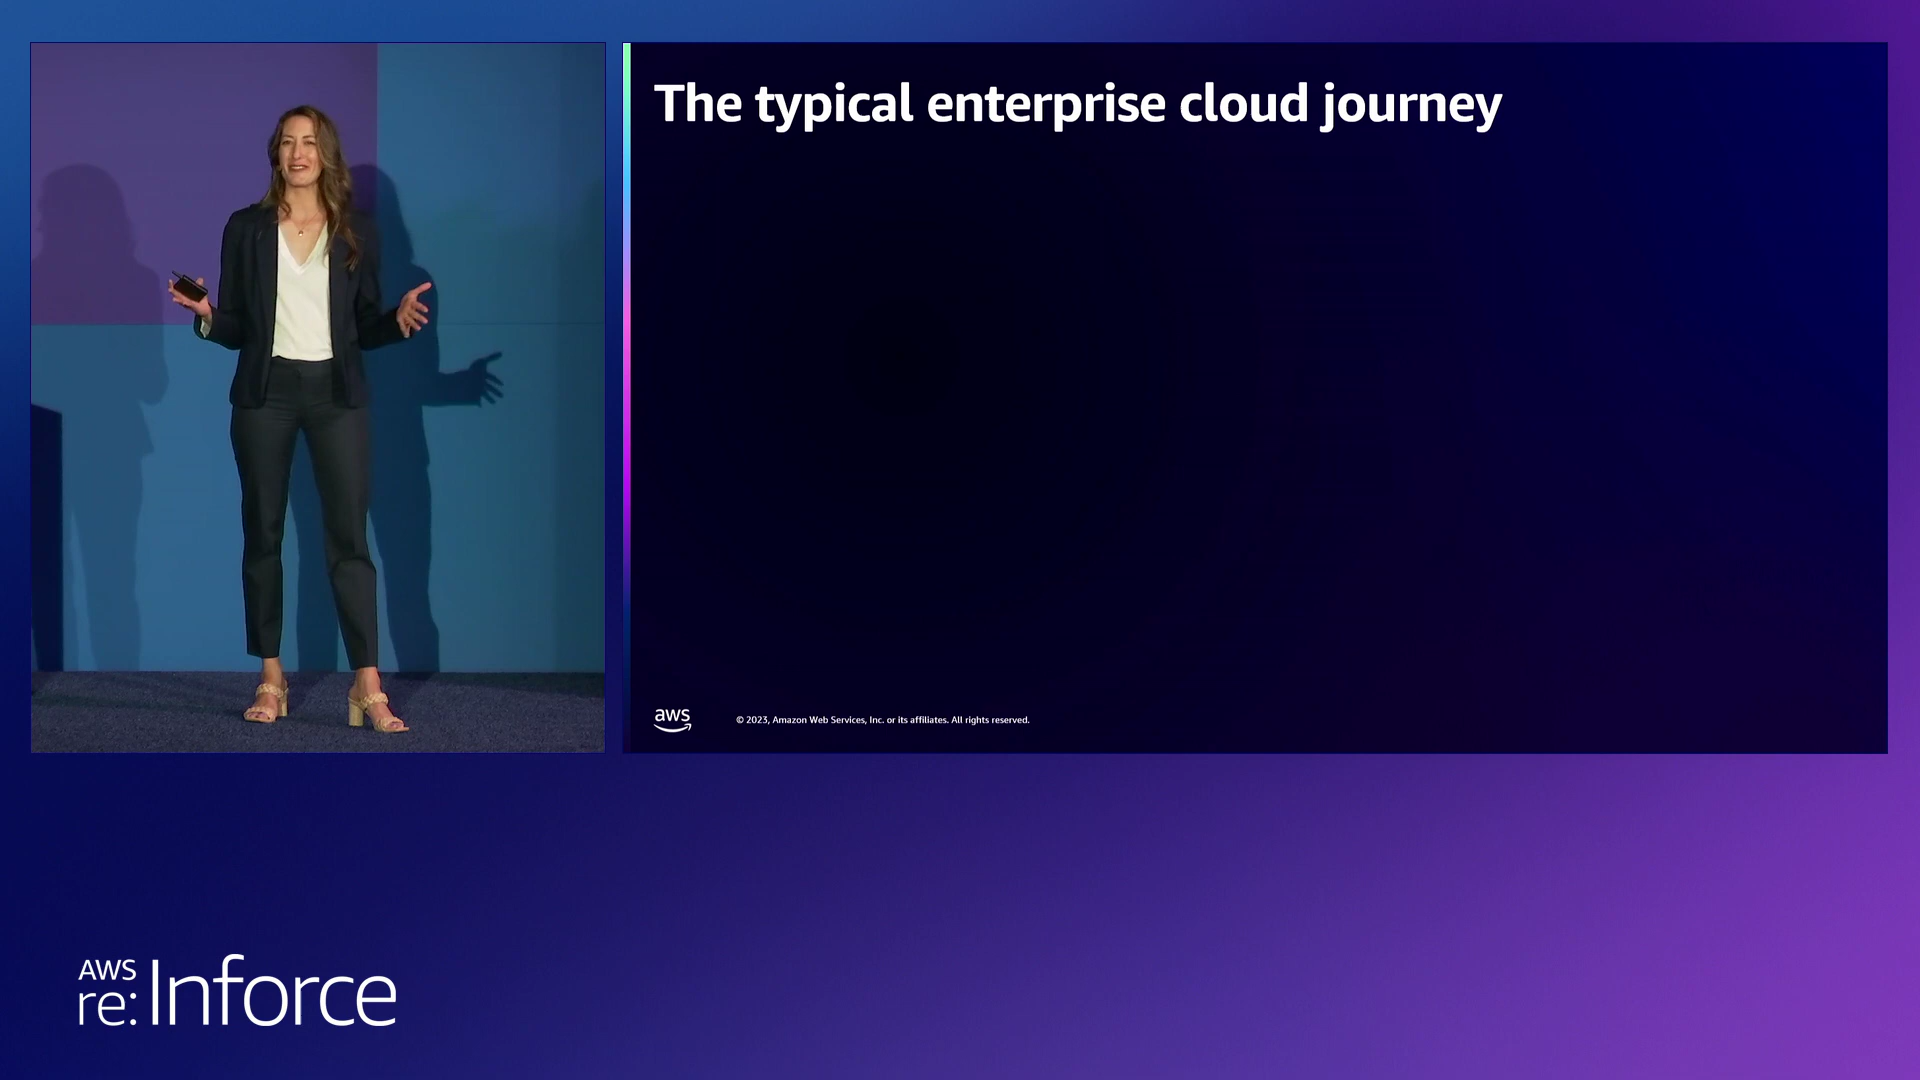 The typical enterprise cloud journey
aws
© 2023, Amazon Web Services, Inc. or its affiliates. All rights reserved.
AWS
re:Inforce